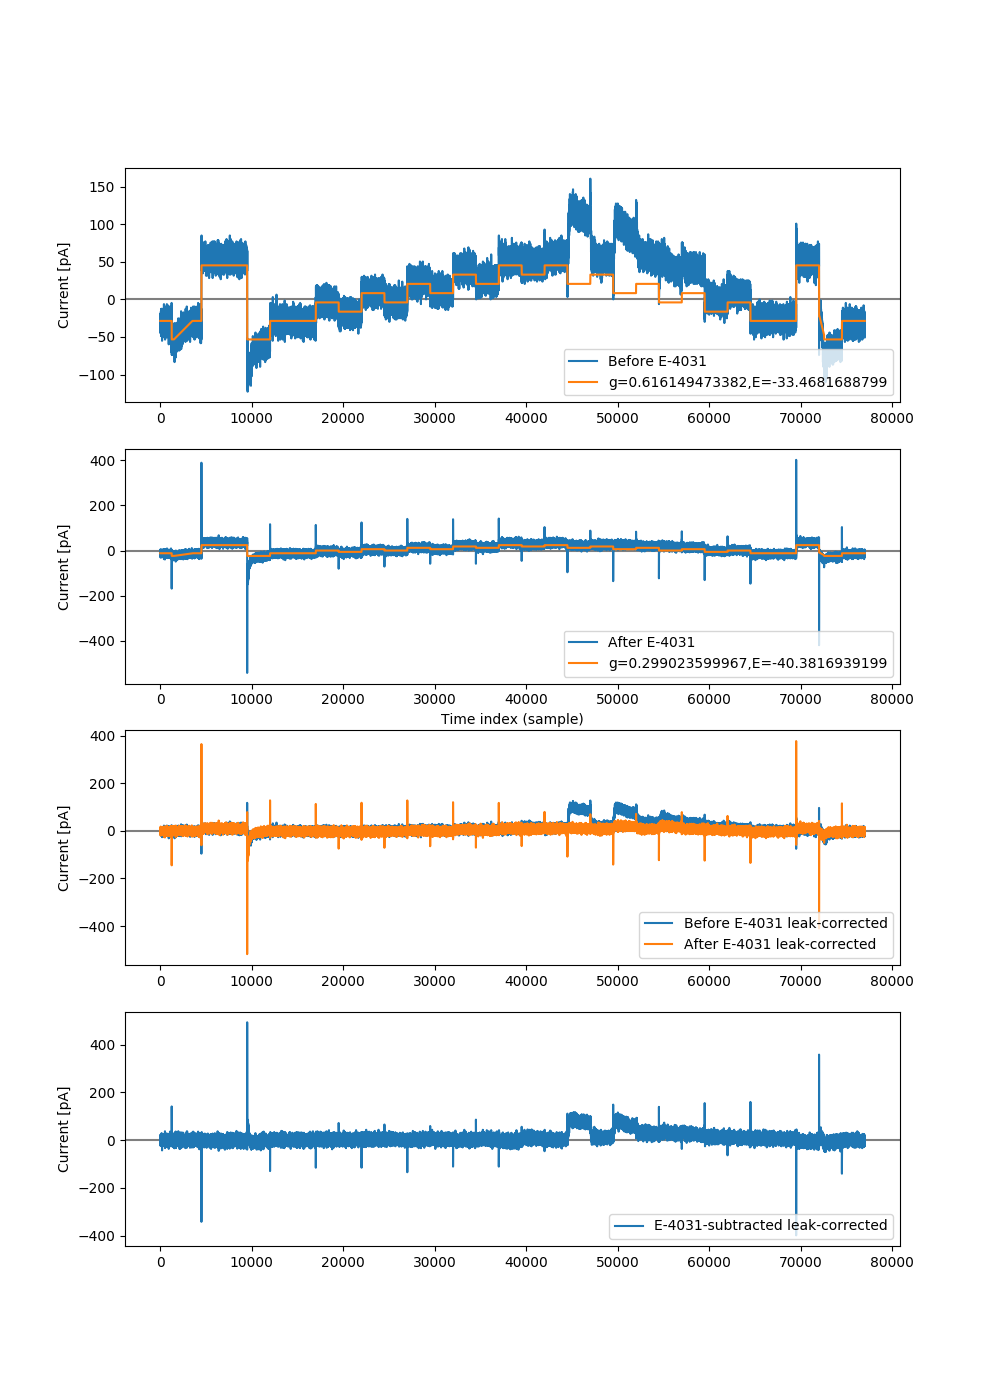 150
100
50
0
−50
−100
Current [pA]
Before E-4031
g=0.616149473382,E=-33.4681688799
0 10000 20000 30000 40000 50000 60000 70000 80000
400
200
0
−200
−400
Current [pA]
After E-4031
g=0.299023599967,E=-40.3816939199
0 10000 20000 30000 40000 50000 60000 70000 80000
Time index (sample)
400
200
0
−200
−400
Current [pA]
Before E-4031 leak-corrected
After E-4031 leak-corrected
0 10000 20000 30000 40000 50000 60000 70000 80000
400
200
0
−200
−400
Current [pA]
E-4031-subtracted leak-corrected
0 10000 20000 30000 40000 50000 60000 70000 80000